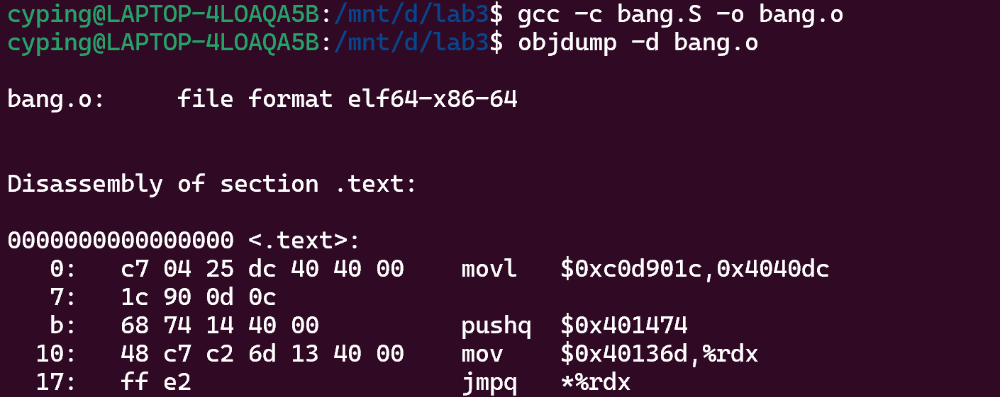 cyping@LAPTOP-4LOAQA5B:/mnt/d/lab3$ gcc -c bang.S -o bang.o
cyping@LAPTOP-4LOAQA5B:/mnt/d/lab3$ objdump -d bang.o
bang.o:     file format elf64-x86-64
Disassembly of section .text:
0000000000000000 <.text>:
   0:   c7 04 25 dc 40 40 00    movl   $0xc0d901c,0x4040dc
   7:   1c 90 0d 0c
   b:   68 74 14 40 00          pushq  $0x401474
  10:   48 c7 c2 6d 13 40 00    mov    $0x40136d,%rdx
  17:   ff e2                   jmpq   *%rdx